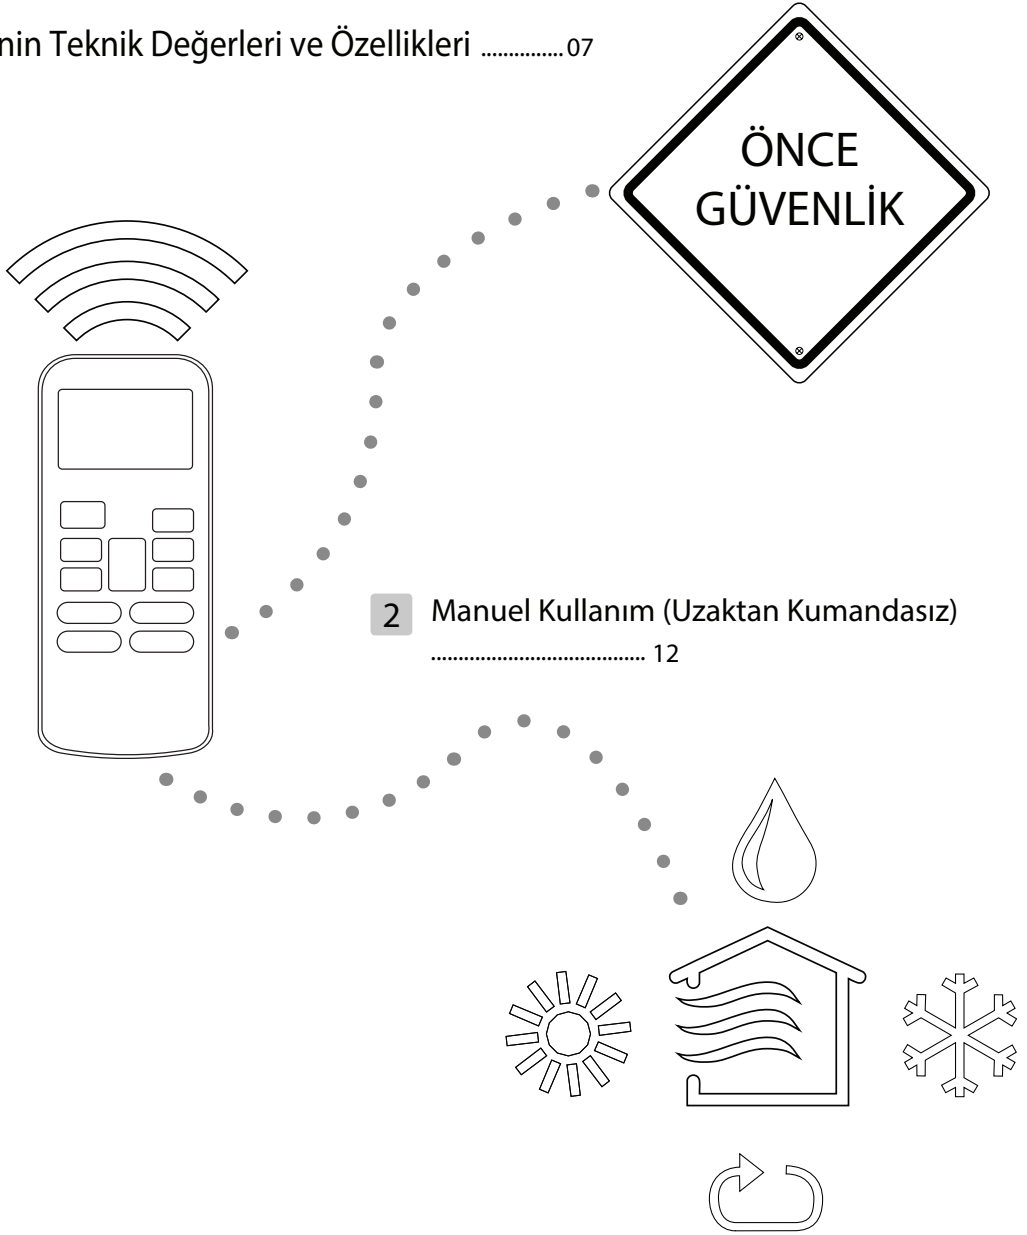 nin Teknik Değerleri ve Özellikleri ............... 07
ÖNCE
GÜVENLİK
2 Manuel Kullanım (Uzaktan Kumandasız)
....................................... 12